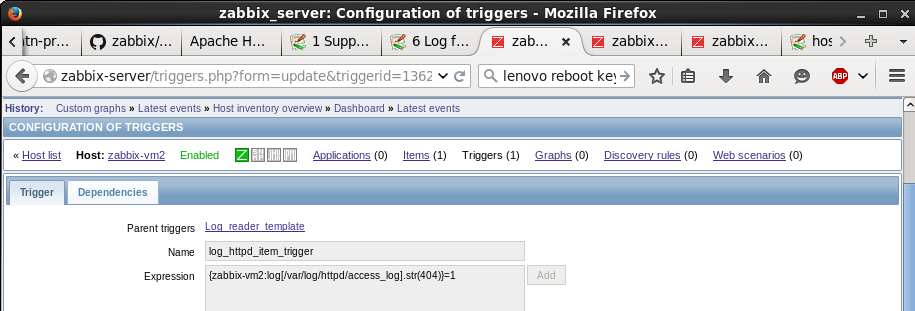 zabbix_server: Configuration of triggers - Mozilla Firefox
ıtn-pr... zabbix/... Apache H... 1 Supp... 6 Log f... zab... zabbix... zabbix... hos
zabbix-server/triggers.php?form=update&triggerid=1362 lenovo reboot key ABP
History: Custom graphs » Latest events » Host inventory overview » Dashboard » Latest events
CONFIGURATION OF TRIGGERS
« Host list Host: zabbix-vm2 Enabled Z Applications (0) Items (1) Triggers (1) Graphs (0) Discovery rules (0) Web scenarios (0)
Trigger Dependencies
Parent triggers Log_reader_template
Name log_httpd_item_trigger
Expression {zabbix-vm2:log[/var/log/httpd/access_log].str(404)}=1 Add